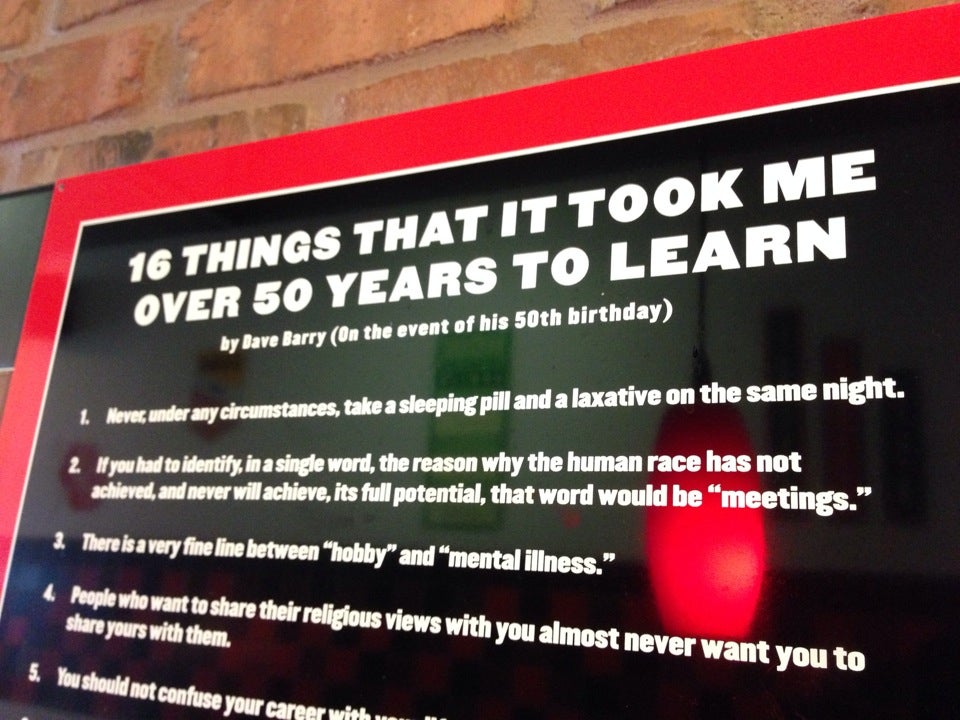 16 THINGS THAT IT TOOK ME
OVER 50 YEARS TO LEARN
by Dave Barry (On the event of his 50th birthday)
1. Never, under any circumstances, take a sleeping pill and a laxative on the same night.
2. If you had to identify, in a single word, the reason why the human race has not
achieved, and never will achieve, its full potential, that word would be “meetings.”
3. There is a very fine line between “hobby” and “mental illness.”
4. People who want to share their religious views with you almost never want you to
share yours with them.
5. You should not confuse your career with